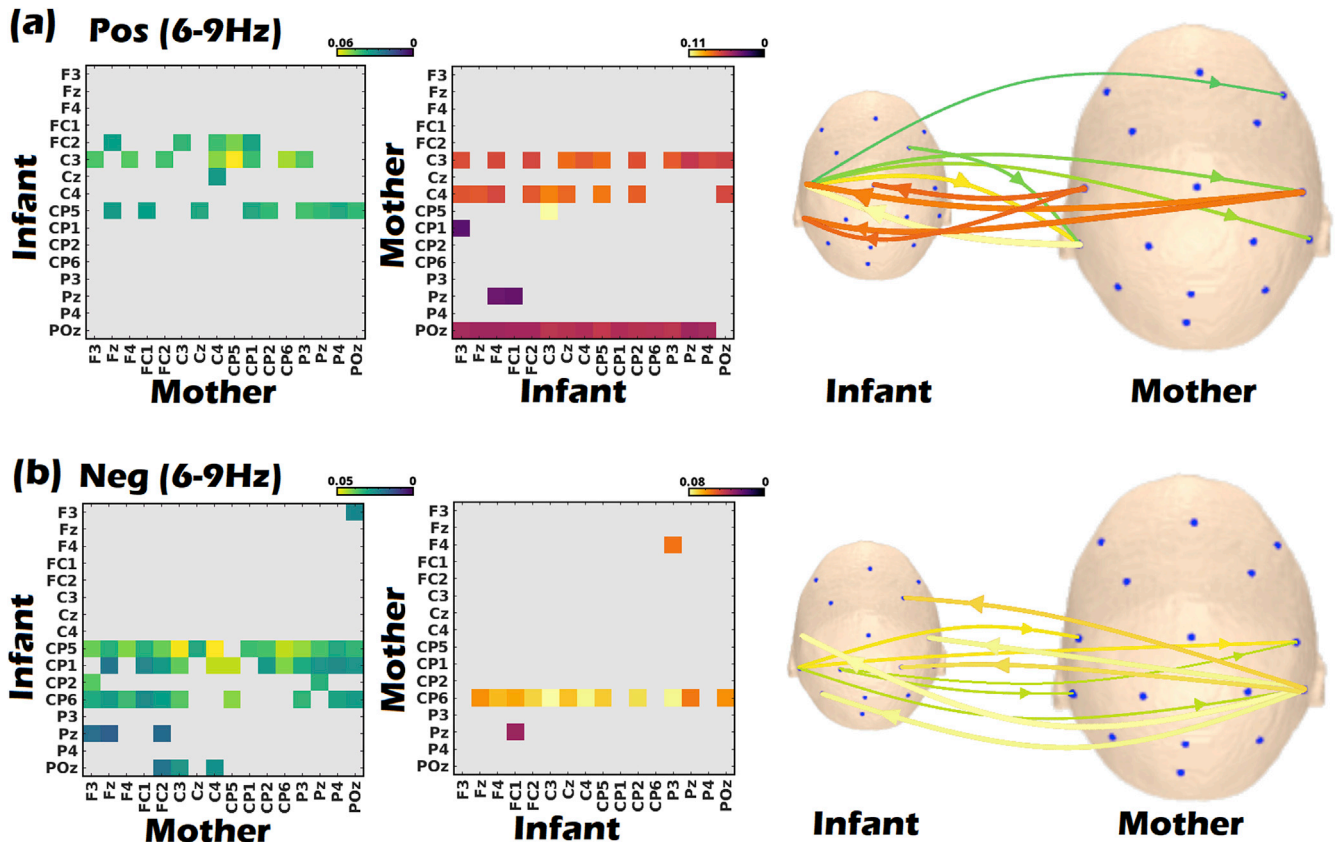 (a) Pos (6-9Hz)
0.06 0
0.11 0
Infant
F3
Fz
F4
FC1
FC2
C3
Cz
C4
CP5
CP1
CP2
CP6
P3
Pz
P4
POz
F3 Fz F4 FC1 FC2 C3 Cz C4 CP5 CP1 CP2 CP6 P3 Pz P4 POz
Mother
Mother
F3
Fz
F4
FC1
FC2
C3
Cz
C4
CP5
CP1
CP2
CP6
P3
Pz
P4
POz
F3 Fz F4 FC1 FC2 C3 Cz C4 CP5 CP1 CP2 CP6 P3 Pz P4 POz
Infant
Infant Mother
(b) Neg (6-9Hz)
0.05 0
0.08 0
Infant
F3
Fz
F4
FC1
FC2
C3
Cz
C4
CP5
CP1
CP2
CP6
P3
Pz
P4
POz
F3 Fz F4 FC1 FC2 C3 Cz C4 CP5 CP1 CP2 CP6 P3 Pz P4 POz
Mother
Mother
F3
Fz
F4
FC1
FC2
C3
Cz
C4
CP5
CP1
CP2
CP6
P3
Pz
P4
POz
F3 Fz F4 FC1 FC2 C3 Cz C4 CP5 CP1 CP2 CP6 P3 Pz P4 POz
Infant
Infant Mother